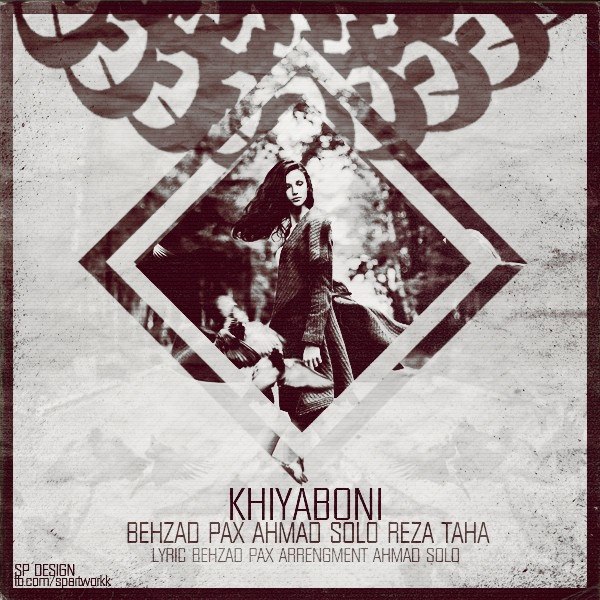 KHIYABONI
BEHZAD PAX AHMAD SOLO REZA TAHA
LYRIC BEHZAD PAX ARRENGMENT AHMAD SOLO
SP DESIGN
fb.com/spartworkk